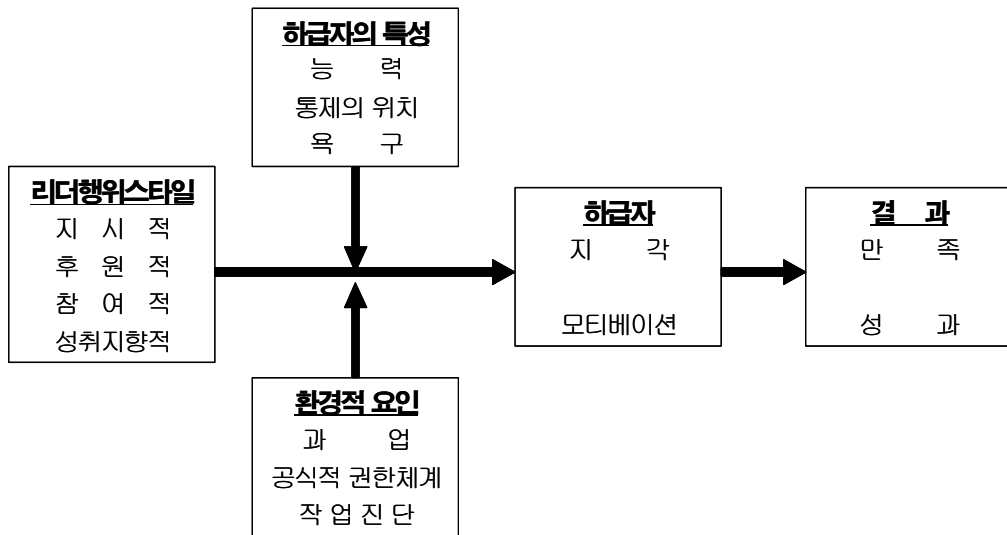 하급자의 특성
능 력
통제의 위치
욕 구
리더행위스타일
지 시 적
후 원 적
참 여 적
성취지향적
하급자
지 각
모티베이션
결 과
만 족
성 과
환경적 요인
과 업
공식적 권한체계
작 업 진 단